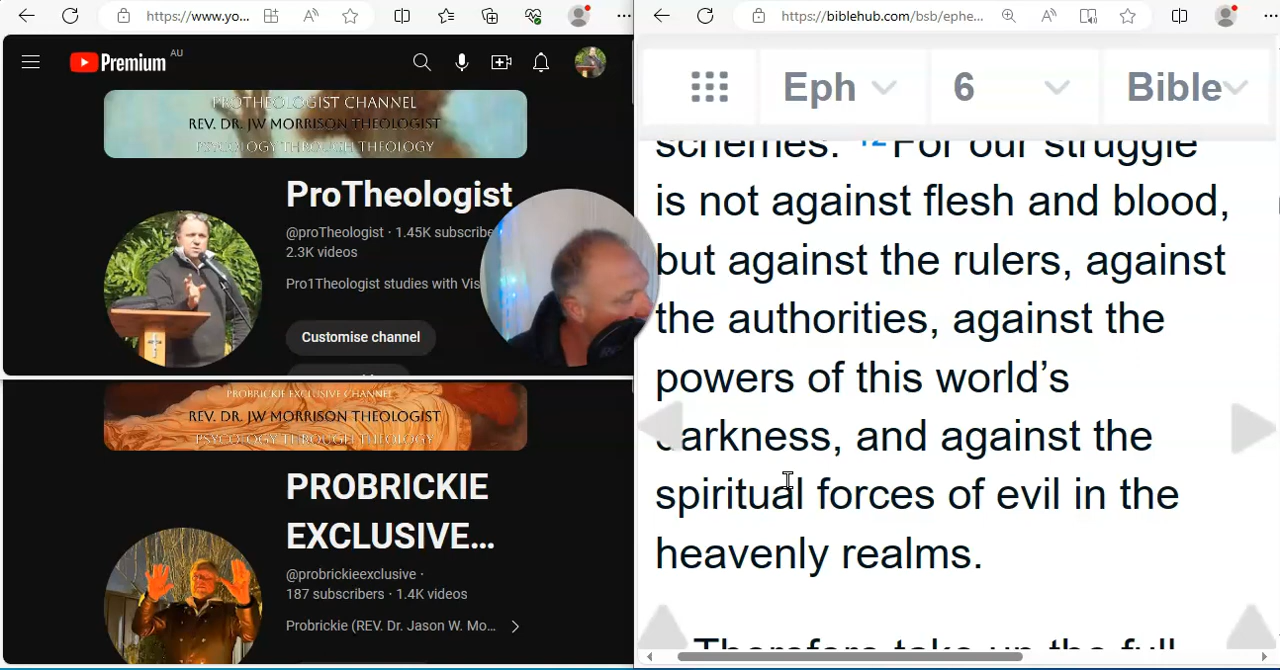 https://www.yo...
Premium
AU
PROTHEOLOGIST CHANNEL
REV. DR. JW MORRISON THEOLOGIST
PSYCOLOGY THROUGH THEOLOGY
ProTheologist
@proTheologist · 1.45K subscribe
2.3K videos
Pro1Theologist studies with Vis
Customise channel
PROBRICKIE EXCLUSIVE CHANNEL
REV. DR. JW MORRISON THEOLOGIST
PSYCOLOGY THROUGH THEOLOGY
PROBRICKIE
EXCLUSIVE...
@probrickieexclusive ·
187 subscribers · 1.4K videos
Probrickie (REV. Dr. Jason W. Mo...
https://biblehub.com/bsb/ephe...
Eph 6 Bible
schemes. 12 For our struggle
is not against flesh and blood,
but against the rulers, against
the authorities, against the
powers of this world’s
darkness, and against the
spiritual forces of evil in the
heavenly realms.
Therefore take up the full